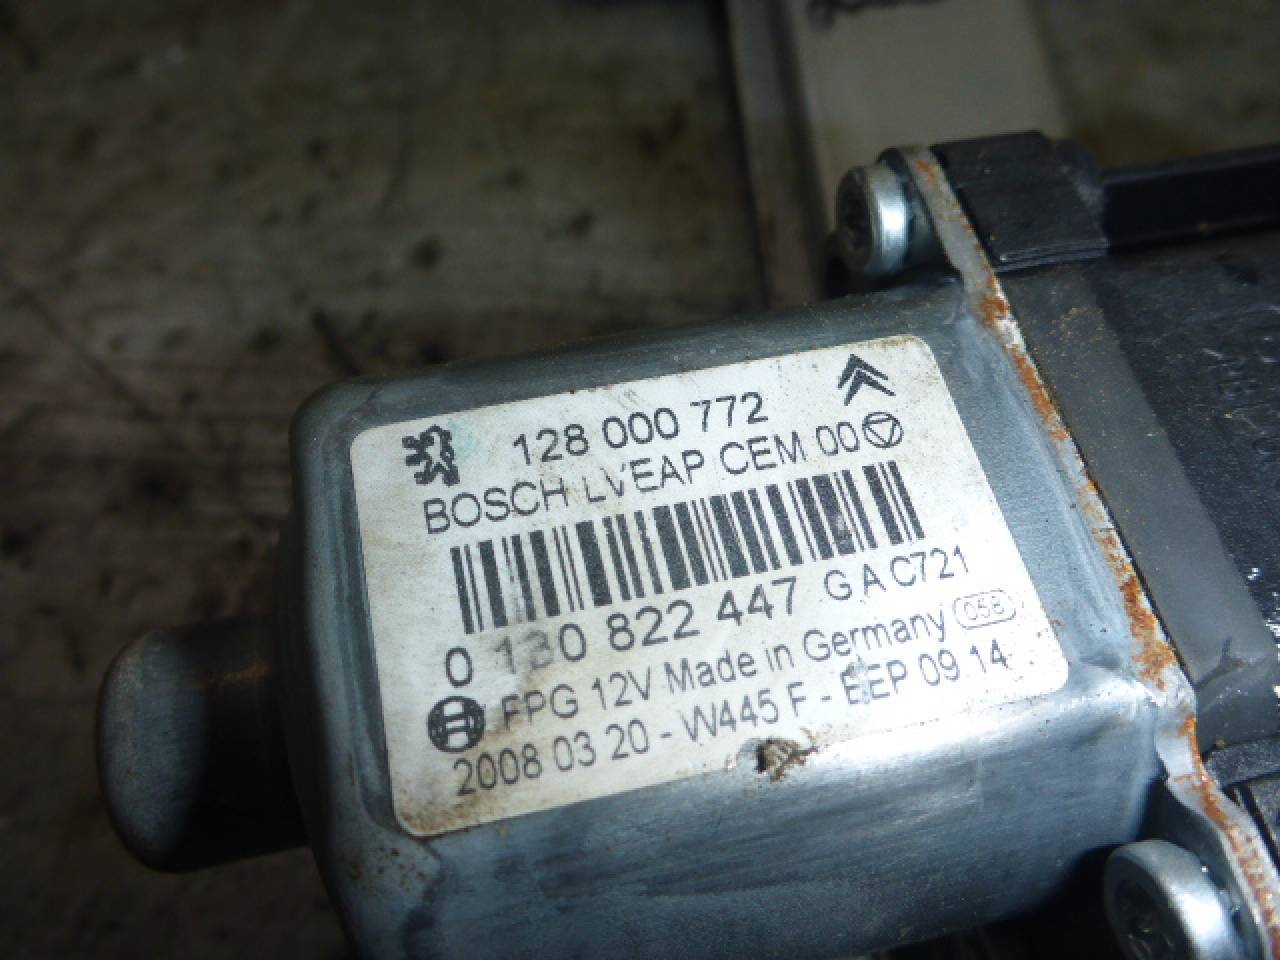 128 000 772
BOSCH LVEAP CEM 00
0 130 822 447 G A C721
FPG 12V Made in Germany 058
2008 03 20 - W445 F - EEP 09 14